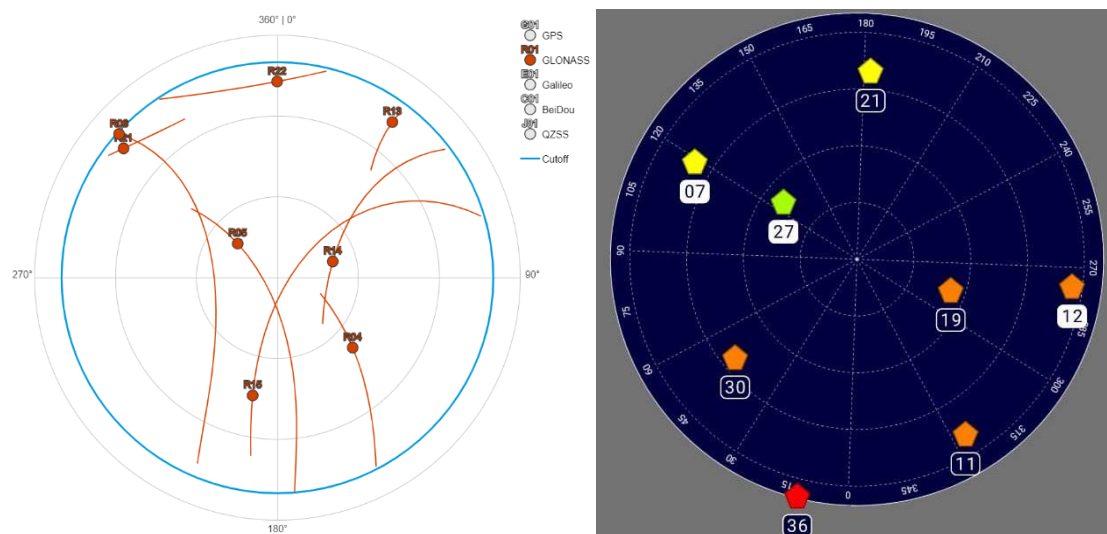 360° | 0°
G01
GPS
R01
GLONASS
E01
Galileo
C01
BeiDou
J01
QZSS
Cutoff
R22
R13
R21
R05
R14
R04
R15
270°
90°
180°
180
165
150
135
120
105
90
75
60
45
30
15
0
345
315
300
285
270
255
240
225
210
21
07
27
19
12
30
11
36